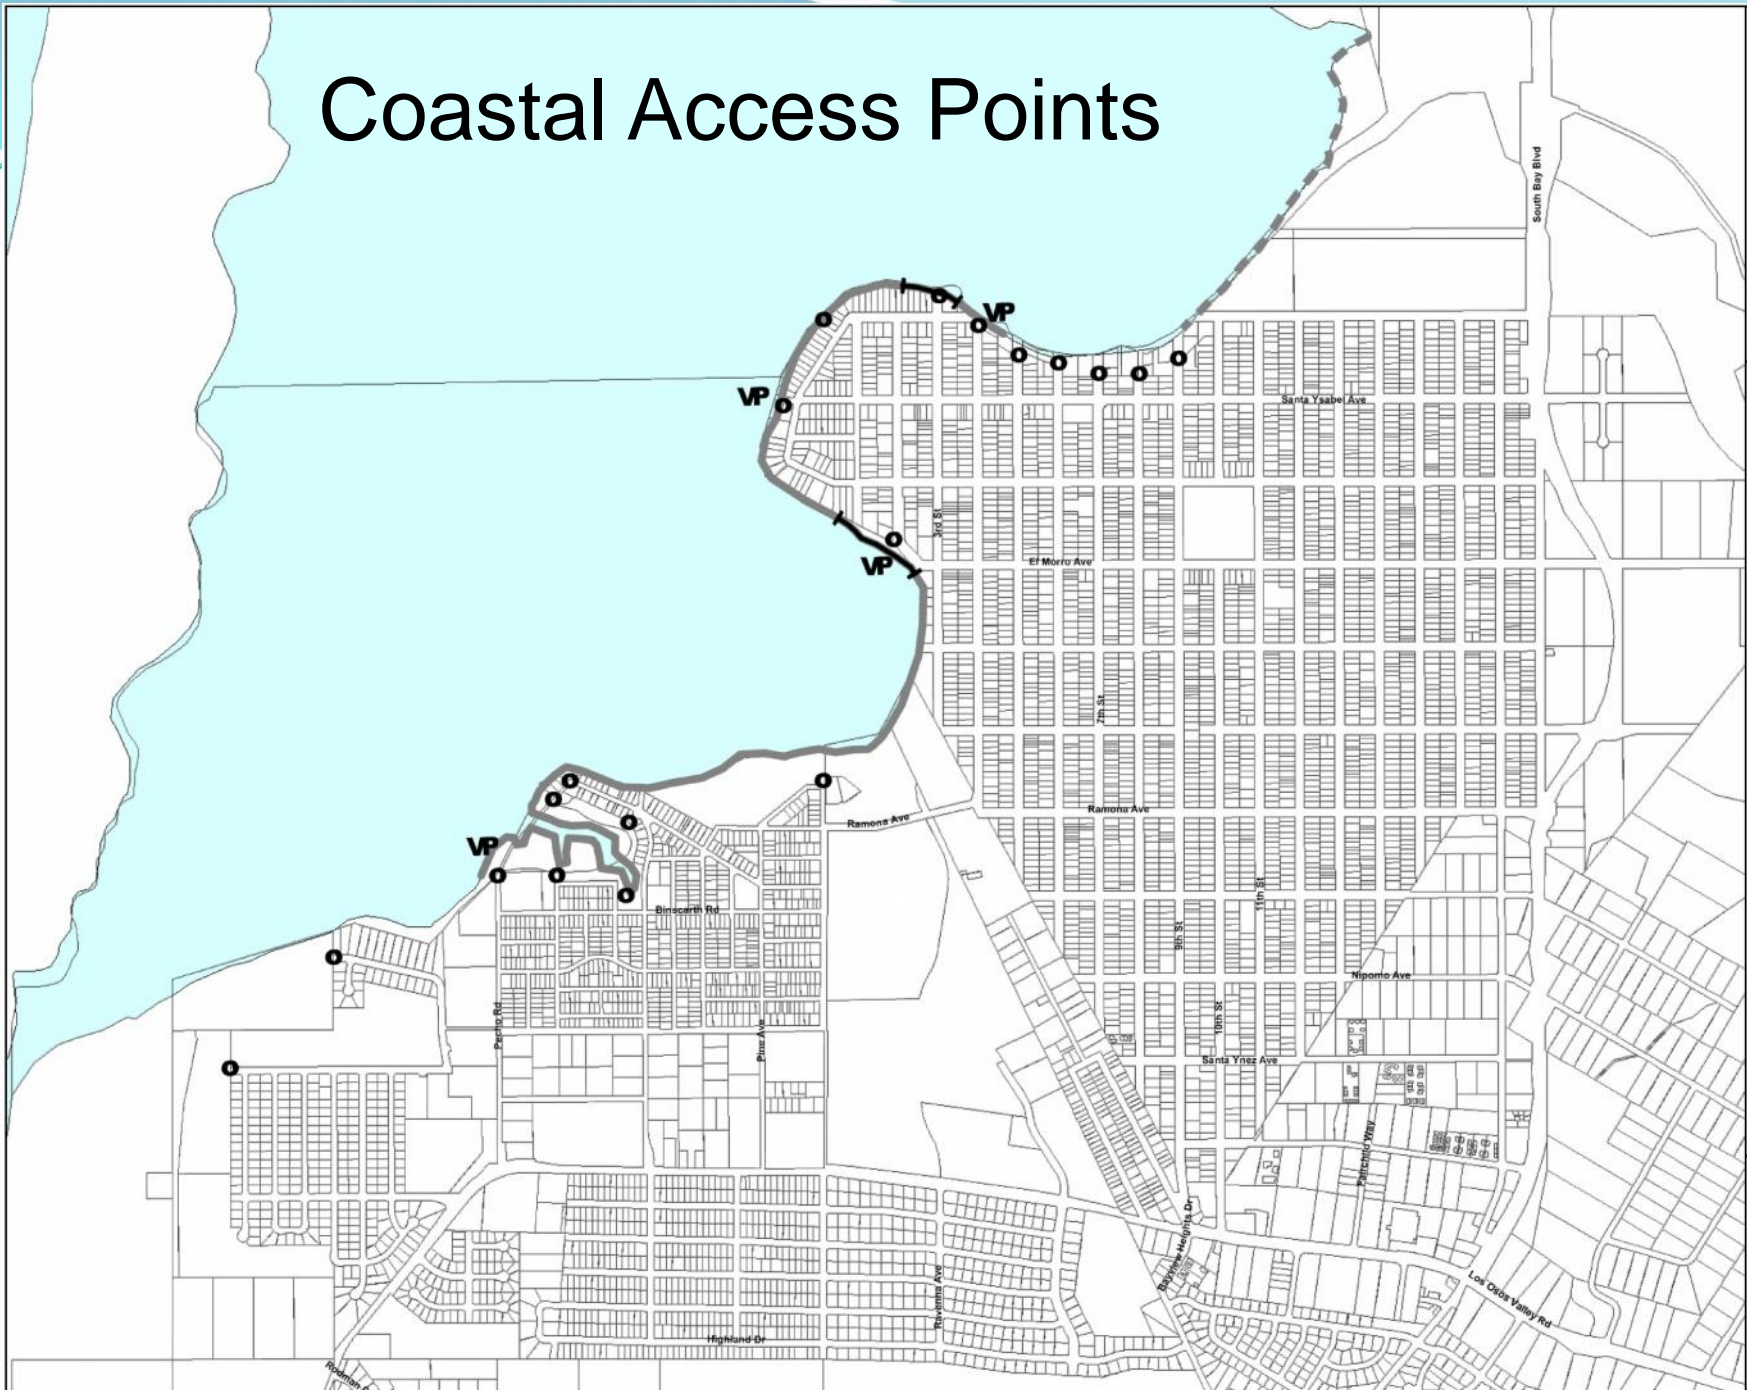 Coastal Access Points
South Bay Blvd
O
VP
O
O
O
O
O
O
O
O
VP
O
Santa Ysabel Ave
3rd St
O
El Morro Ave
VP
7th St
O
O
O
O
Ramona Ave
Ramona Ave
VP
O
O
O
11th St
Binscarth Rd
9th St
O
Nipomo Ave
Pecho Rd
Pine Ave
10th St
Santa Ynez Ave
O
Fairchild Way
Bayview Heights Dr
Los Osos Valley Rd
Ravenna Ave
Highland Dr
Rodman